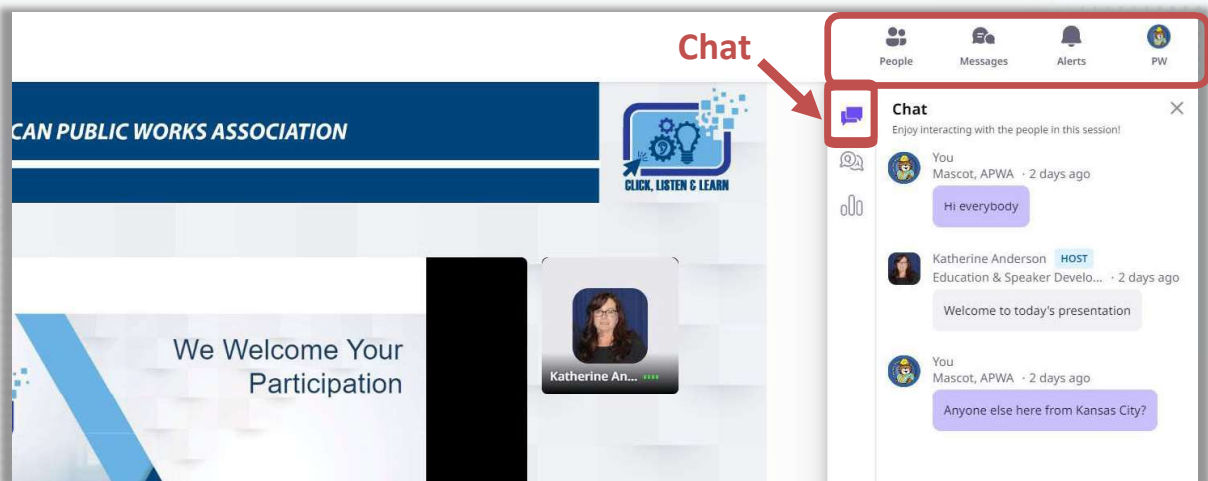 Chat
People
Messages
Alerts
PW
CAN PUBLIC WORKS ASSOCIATION
CLICK, LISTEN & LEARN
We Welcome Your
Participation
Katherine An...
Chat
Enjoy interacting with the people in this session!
You
Mascot, APWA · 2 days ago
Hi everybody
Katherine Anderson HOST
Education & Speaker Develo... · 2 days ago
Welcome to today's presentation
You
Mascot, APWA · 2 days ago
Anyone else here from Kansas City?